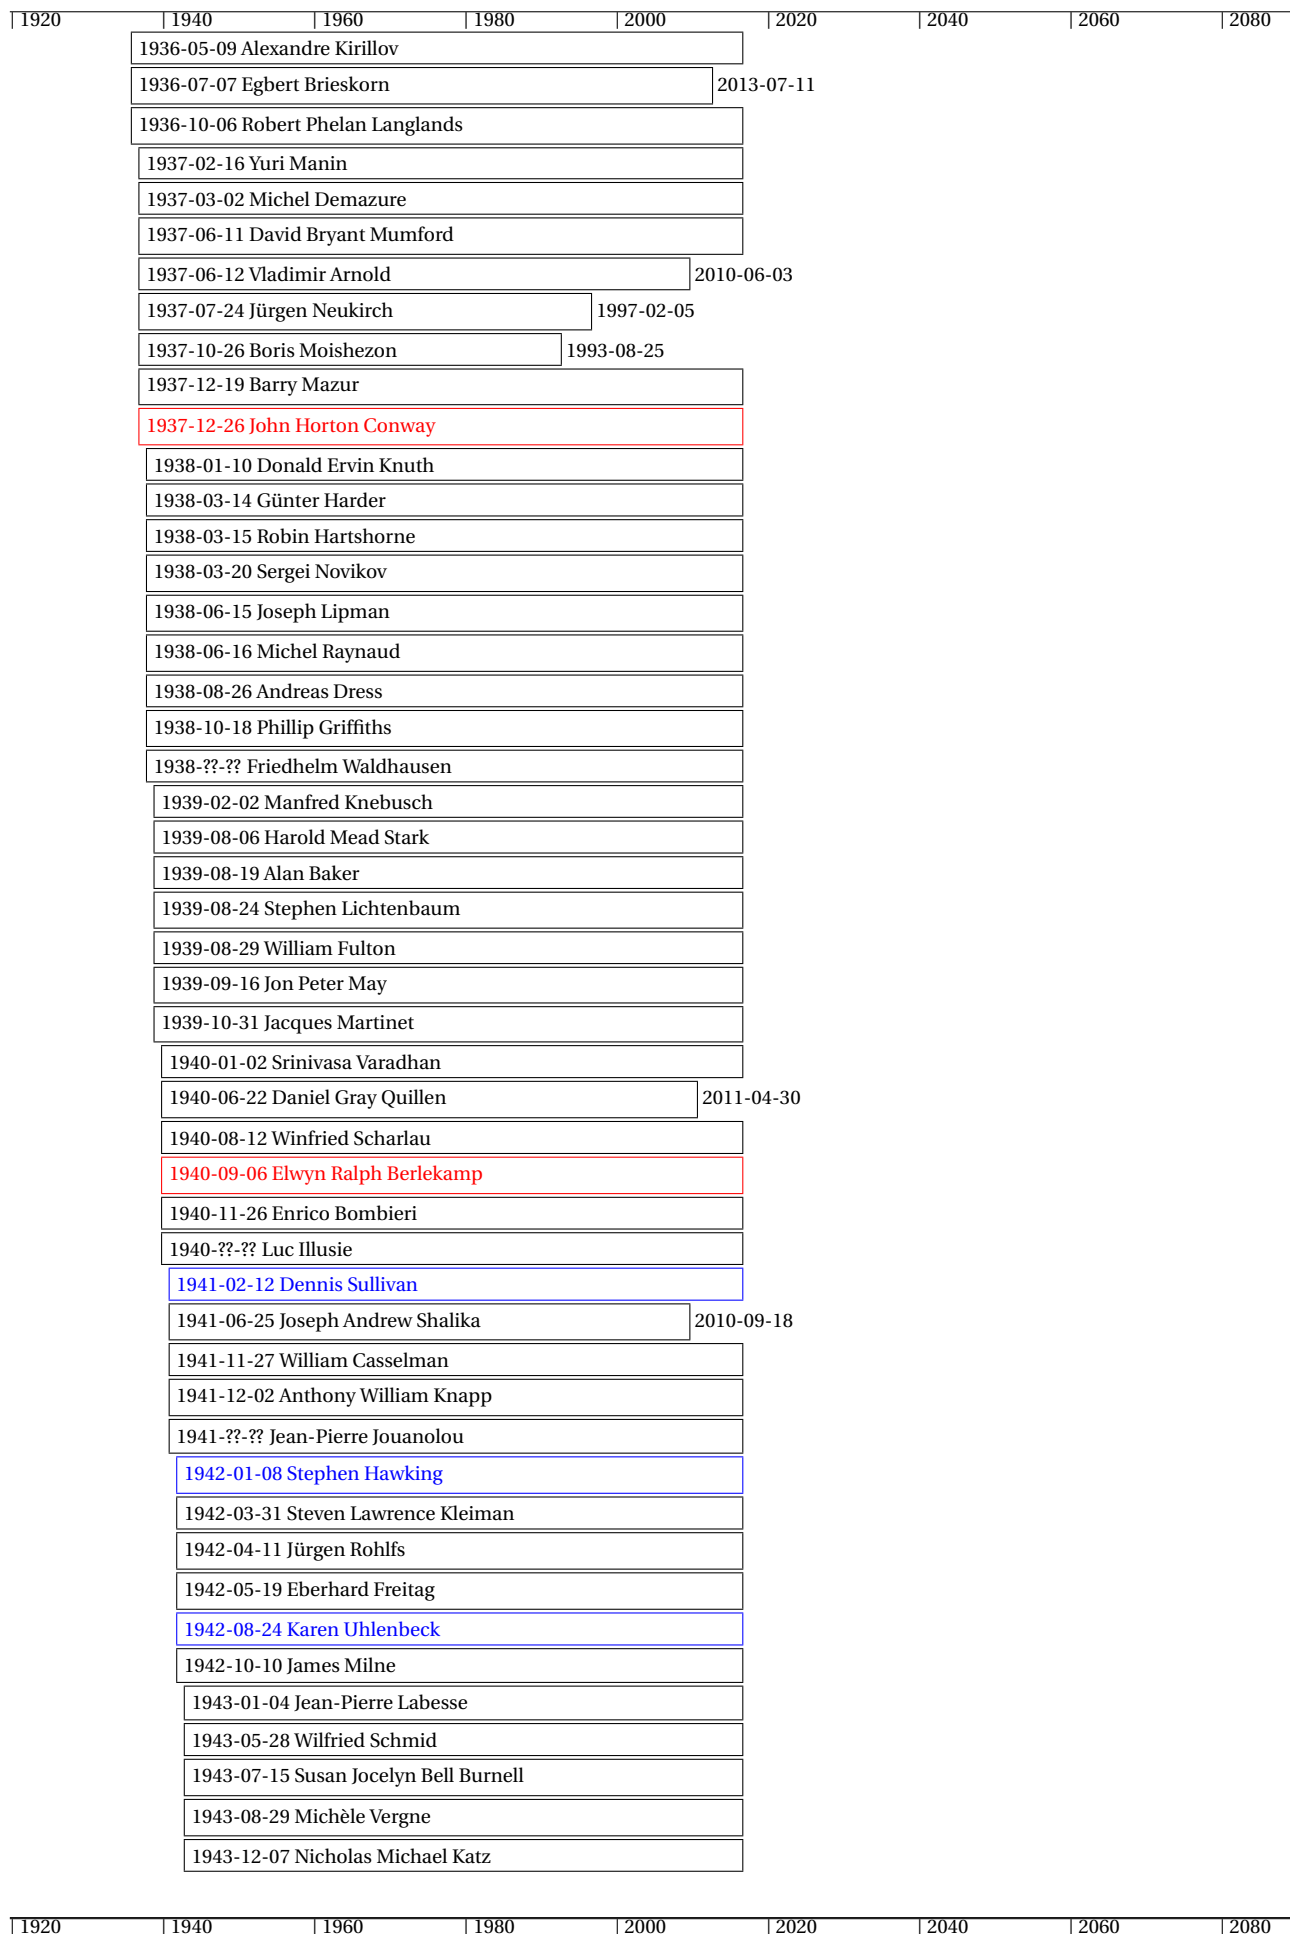 1920 1940 1960 1980 2000 2020 2040 2060 2080
1936-05-09 Alexandre Kirillov
1936-07-07 Egbert Brieskorn 2013-07-11
1936-10-06 Robert Phelan Langlands
1937-02-16 Yuri Manin
1937-03-02 Michel Demazure
1937-06-11 David Bryant Mumford
1937-06-12 Vladimir Arnold 2010-06-03
1937-07-24 Jürgen Neukirch 1997-02-05
1937-10-26 Boris Moishezon 1993-08-25
1937-12-19 Barry Mazur
1937-12-26 John Horton Conway
1938-01-10 Donald Ervin Knuth
1938-03-14 Günter Harder
1938-03-15 Robin Hartshorne
1938-03-20 Sergei Novikov
1938-06-15 Joseph Lipman
1938-06-16 Michel Raynaud
1938-08-26 Andreas Dress
1938-10-18 Phillip Griffiths
1938-??-?? Friedhelm Waldhausen
1939-02-02 Manfred Knebusch
1939-08-06 Harold Mead Stark
1939-08-19 Alan Baker
1939-08-24 Stephen Lichtenbaum
1939-08-29 William Fulton
1939-09-16 Jon Peter May
1939-10-31 Jacques Martinet
1940-01-02 Srinivasa Varadhan
1940-06-22 Daniel Gray Quillen 2011-04-30
1940-08-12 Winfried Scharlau
1940-09-06 Elwyn Ralph Berlekamp
1940-11-26 Enrico Bombieri
1940-??-?? Luc Illusie
1941-02-12 Dennis Sullivan
1941-06-25 Joseph Andrew Shalika 2010-09-18
1941-11-27 William Casselman
1941-12-02 Anthony William Knapp
1941-??-?? Jean-Pierre Jouanolou
1942-01-08 Stephen Hawking
1942-03-31 Steven Lawrence Kleiman
1942-04-11 Jürgen Rohlfs
1942-05-19 Eberhard Freitag
1942-08-24 Karen Uhlenbeck
1942-10-10 James Milne
1943-01-04 Jean-Pierre Labesse
1943-05-28 Wilfried Schmid
1943-07-15 Susan Jocelyn Bell Burnell
1943-08-29 Michèle Vergne
1943-12-07 Nicholas Michael Katz
1920 1940 1960 1980 2000 2020 2040 2060 2080